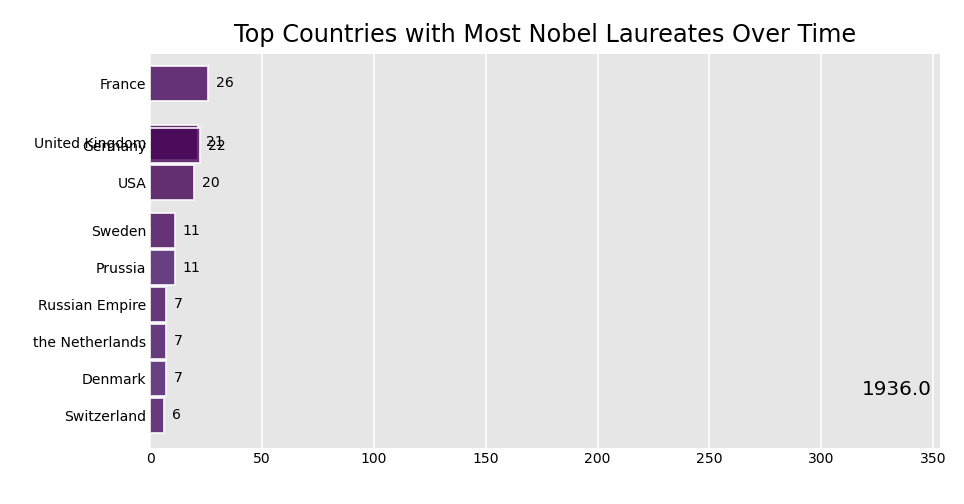 Top Countries with Most Nobel Laureates Over Time
France 26
United Kingdom 21
Germany 22
USA 20
Sweden 11
Prussia 11
Russian Empire 7
the Netherlands 7
Denmark 7
1936.0
Switzerland 6
0 50 100 150 200 250 300 350